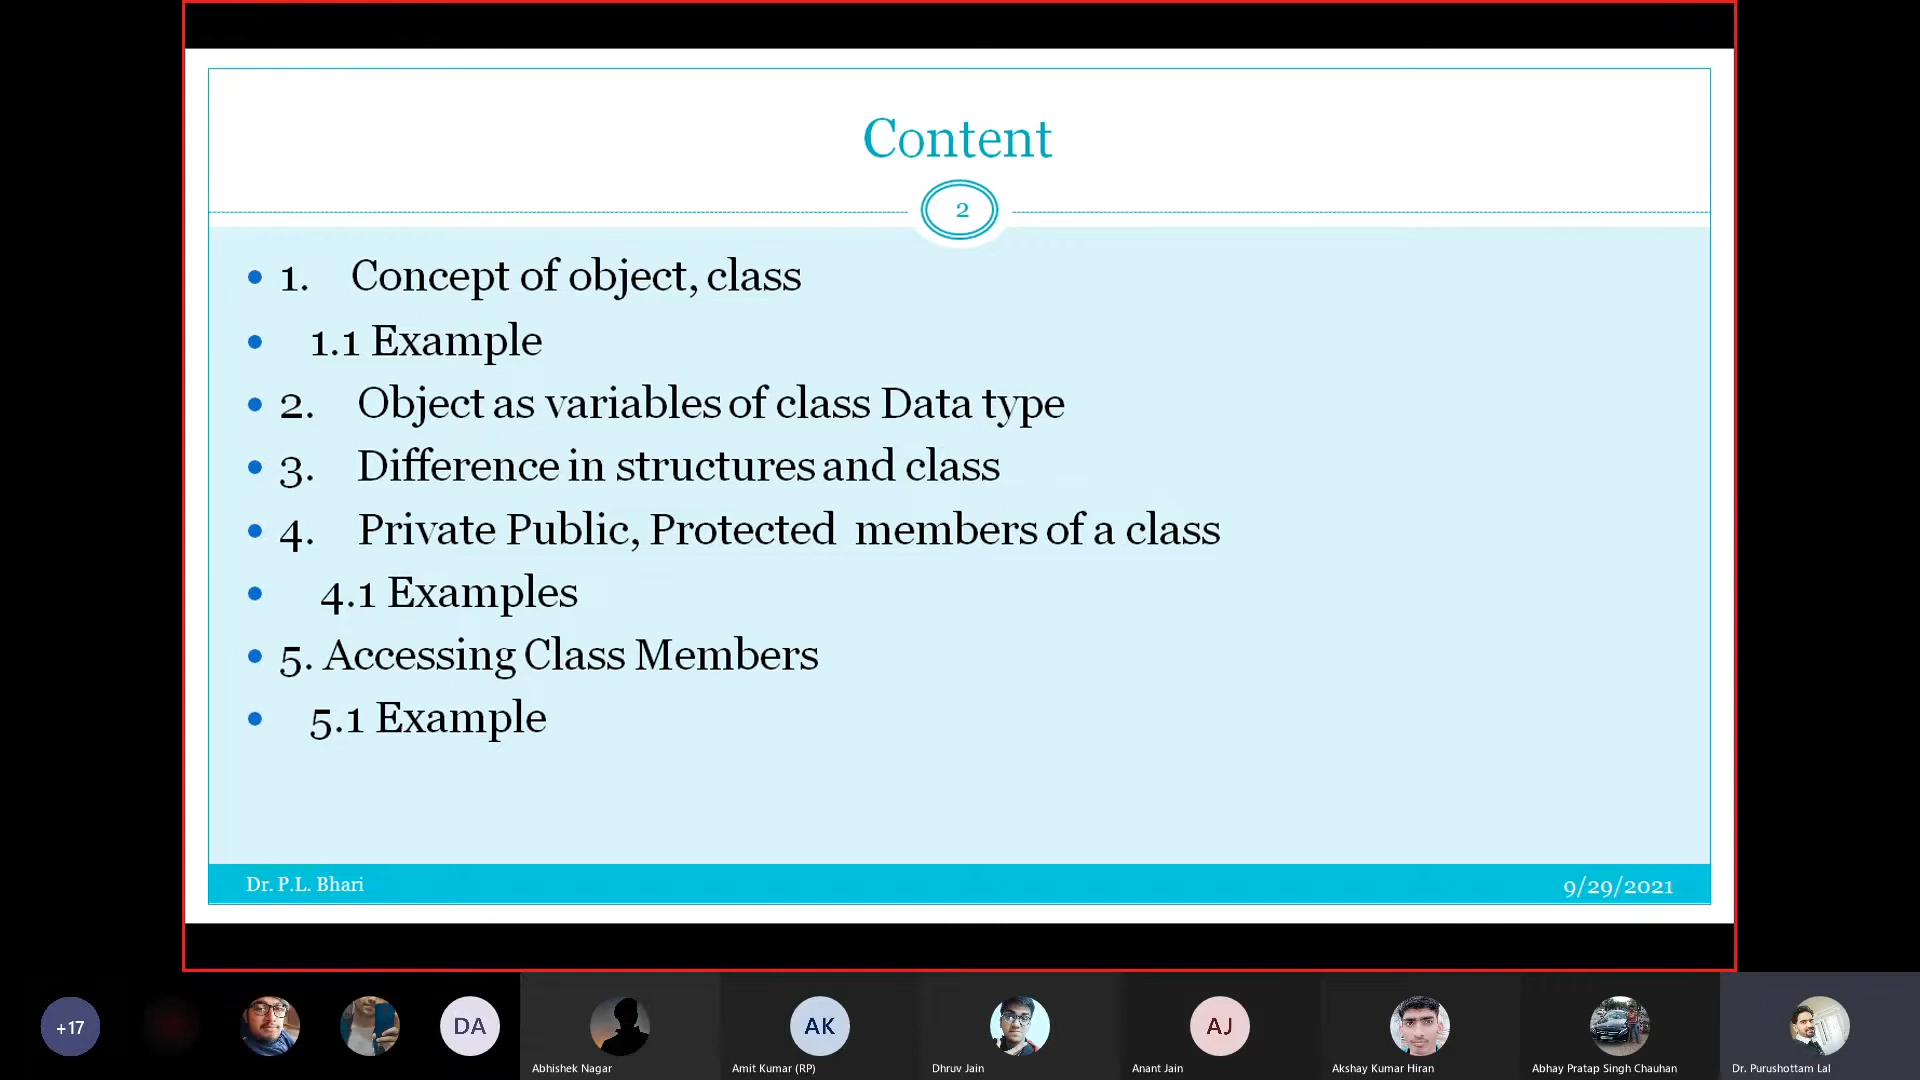 Content
2
1. Concept of object, class
1.1 Example
2. Object as variables of class Data type
3. Difference in structures and class
4. Private Public, Protected members of a class
4.1 Examples
5. Accessing Class Members
5.1 Example
Dr. P.L. Bhari
9/29/2021
+17
DA
AK
AJ
Abhishek Nagar
Amit Kumar (RP)
Dhruv Jain
Anant Jain
Akshay Kumar Hiran
Abhay Pratap Singh Chauhan
Dr. Purushottam Lal